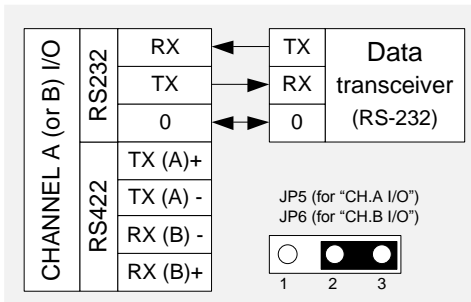 CHANNEL A (or B) I/O
RS232
RX
TX
0
RS422
TX (A)+
TX (A) -
RX (B) -
RX (B)+
TX
RX
0
Data
transceiver
(RS-232)
JP5 (for “CH.A I/O”)
JP6 (for “CH.B I/O”)
1 2 3